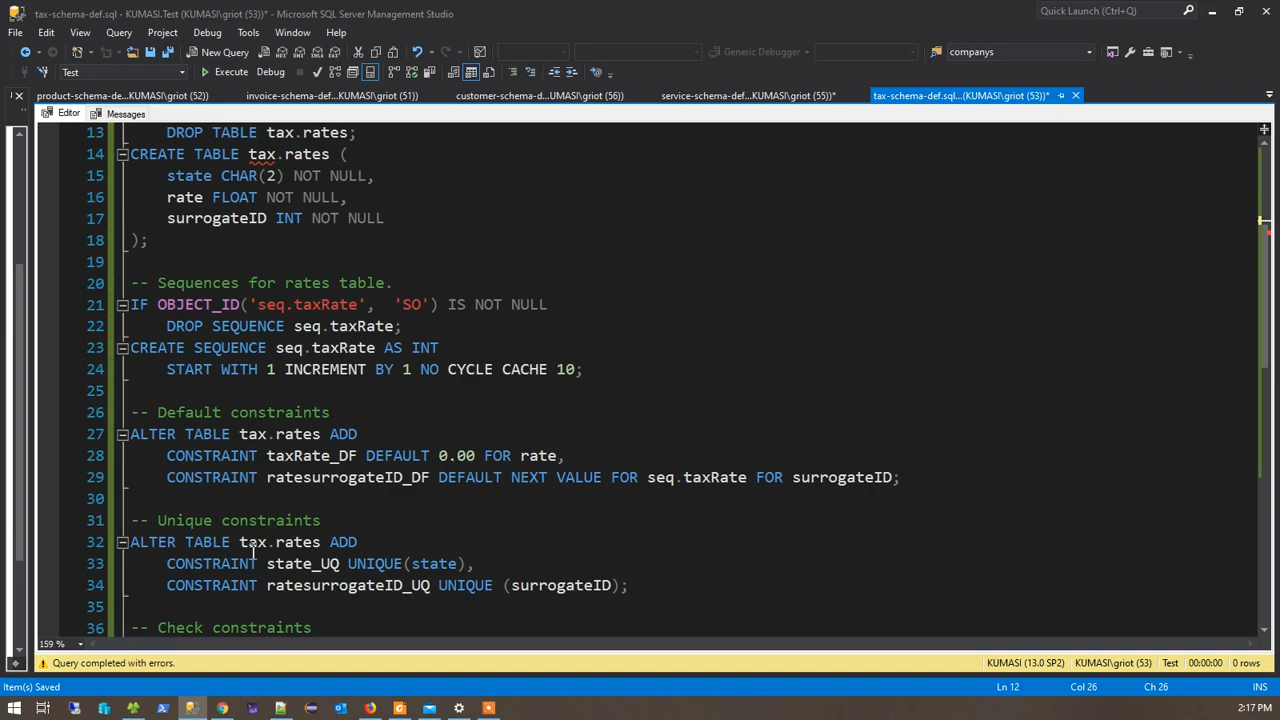 tax-schema-def.sql - KUMASI.Test (KUMASI\griot (53))* - Microsoft SQL Server Management Studio
Quick Launch (Ctrl+Q)
File Edit View Query Project Debug Tools Window Help
New Query
Generic Debugger
companys
Test
Execute Debug
product-schema-de...KUMASI\griot (52))
invoice-schema-def...KUMASI\griot (51))
customer-schema-d...UMASI\griot (56))
service-schema-def...KUMASI\griot (55))*
tax-schema-def.sql...(KUMASI\griot (53))*
Editor Messages
13 DROP TABLE tax.rates;
14 CREATE TABLE tax.rates (
15 state CHAR(2) NOT NULL,
16 rate FLOAT NOT NULL,
17 surrogateID INT NOT NULL
18 );
19
20 -- Sequences for rates table.
21 IF OBJECT_ID('seq.taxRate', 'SO') IS NOT NULL
22 DROP SEQUENCE seq.taxRate;
23 CREATE SEQUENCE seq.taxRate AS INT
24 START WITH 1 INCREMENT BY 1 NO CYCLE CACHE 10;
25
26 -- Default constraints
27 ALTER TABLE tax.rates ADD
28 CONSTRAINT taxRate_DF DEFAULT 0.00 FOR rate,
29 CONSTRAINT ratesurrogateID_DF DEFAULT NEXT VALUE FOR seq.taxRate FOR surrogateID;
30
31 -- Unique constraints
32 ALTER TABLE tax.rates ADD
33 CONSTRAINT state_UQ UNIQUE(state),
34 CONSTRAINT ratesurrogateID_UQ UNIQUE (surrogateID);
35
36 -- Check constraints
159 %
Query completed with errors.
KUMASI (13.0 SP2) KUMASI\griot (53) Test 00:00:00 0 rows
Item(s) Saved
Ln 12 Col 26 Ch 26 INS
2:17 PM